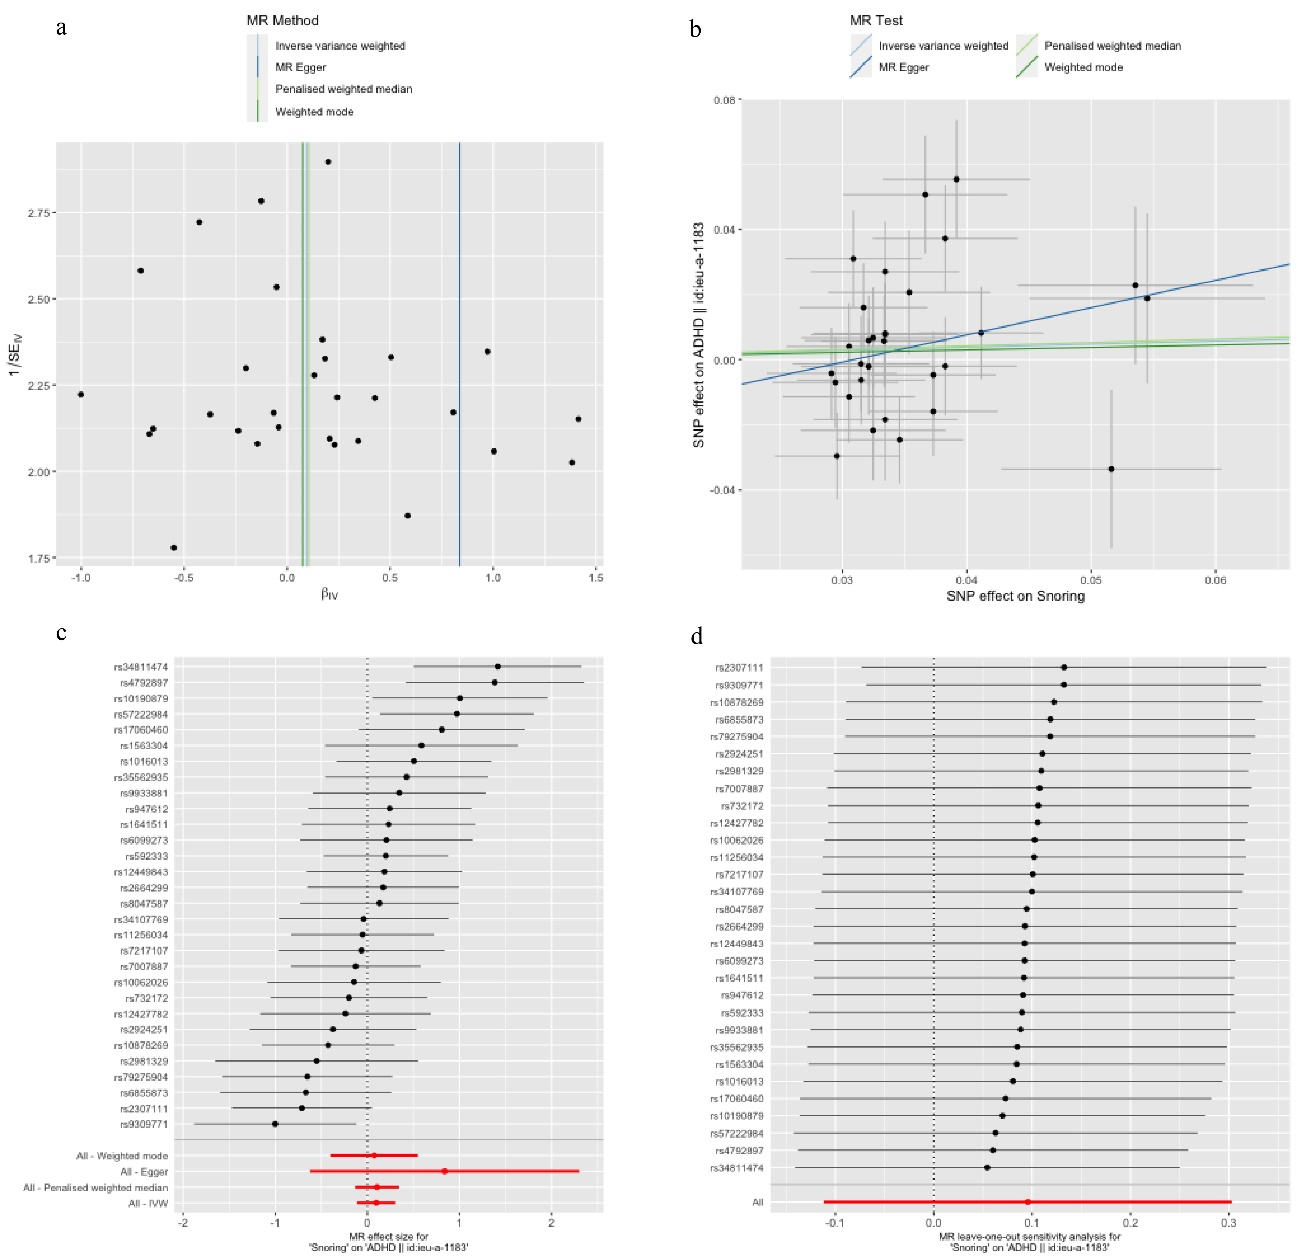 a
MR Method
Inverse variance weighted
MR Egger
Penalised weighted median
Weighted mode
2.75
2.50
2.25
2.00
1.75
1/SE_IV
-1.0 -0.5 0.0 0.5 1.0 1.5
β_IV
b
MR Test
Inverse variance weighted Penalised weighted median
MR Egger Weighted mode
0.08
0.04
0.00
-0.04
SNP effect on ADHD || id:ieu-a-1183
0.03 0.04 0.05 0.06
SNP effect on Snoring
c
rs34811474
rs4792897
rs10190879
rs57222984
rs17060460
rs1563304
rs1016013
rs35562935
rs9933881
rs947612
rs1641511
rs6099273
rs592333
rs12449843
rs2664299
rs8047587
rs34107769
rs11256034
rs7217107
rs7007887
rs10062026
rs732172
rs12427782
rs2924251
rs10878269
rs2981329
rs79275904
rs6855873
rs2307111
rs9309771
All - Weighted mode
All - Egger
All - Penalised weighted median
All - IVW
-2 -1 0 1 2
MR effect size for
'Snoring' on 'ADHD || id:ieu-a-1183'
d
rs2307111
rs9309771
rs10878269
rs6855873
rs79275904
rs2924251
rs2981329
rs7007887
rs732172
rs12427782
rs10062026
rs11256034
rs7217107
rs34107769
rs8047587
rs2664299
rs12449843
rs6099273
rs1641511
rs947612
rs592333
rs9933881
rs35562935
rs1563304
rs1016013
rs17060460
rs10190879
rs57222984
rs4792897
rs34811474
All
-0.1 0.0 0.1 0.2 0.3
MR leave-one-out sensitivity analysis for
'Snoring' on 'ADHD || id:ieu-a-1183'